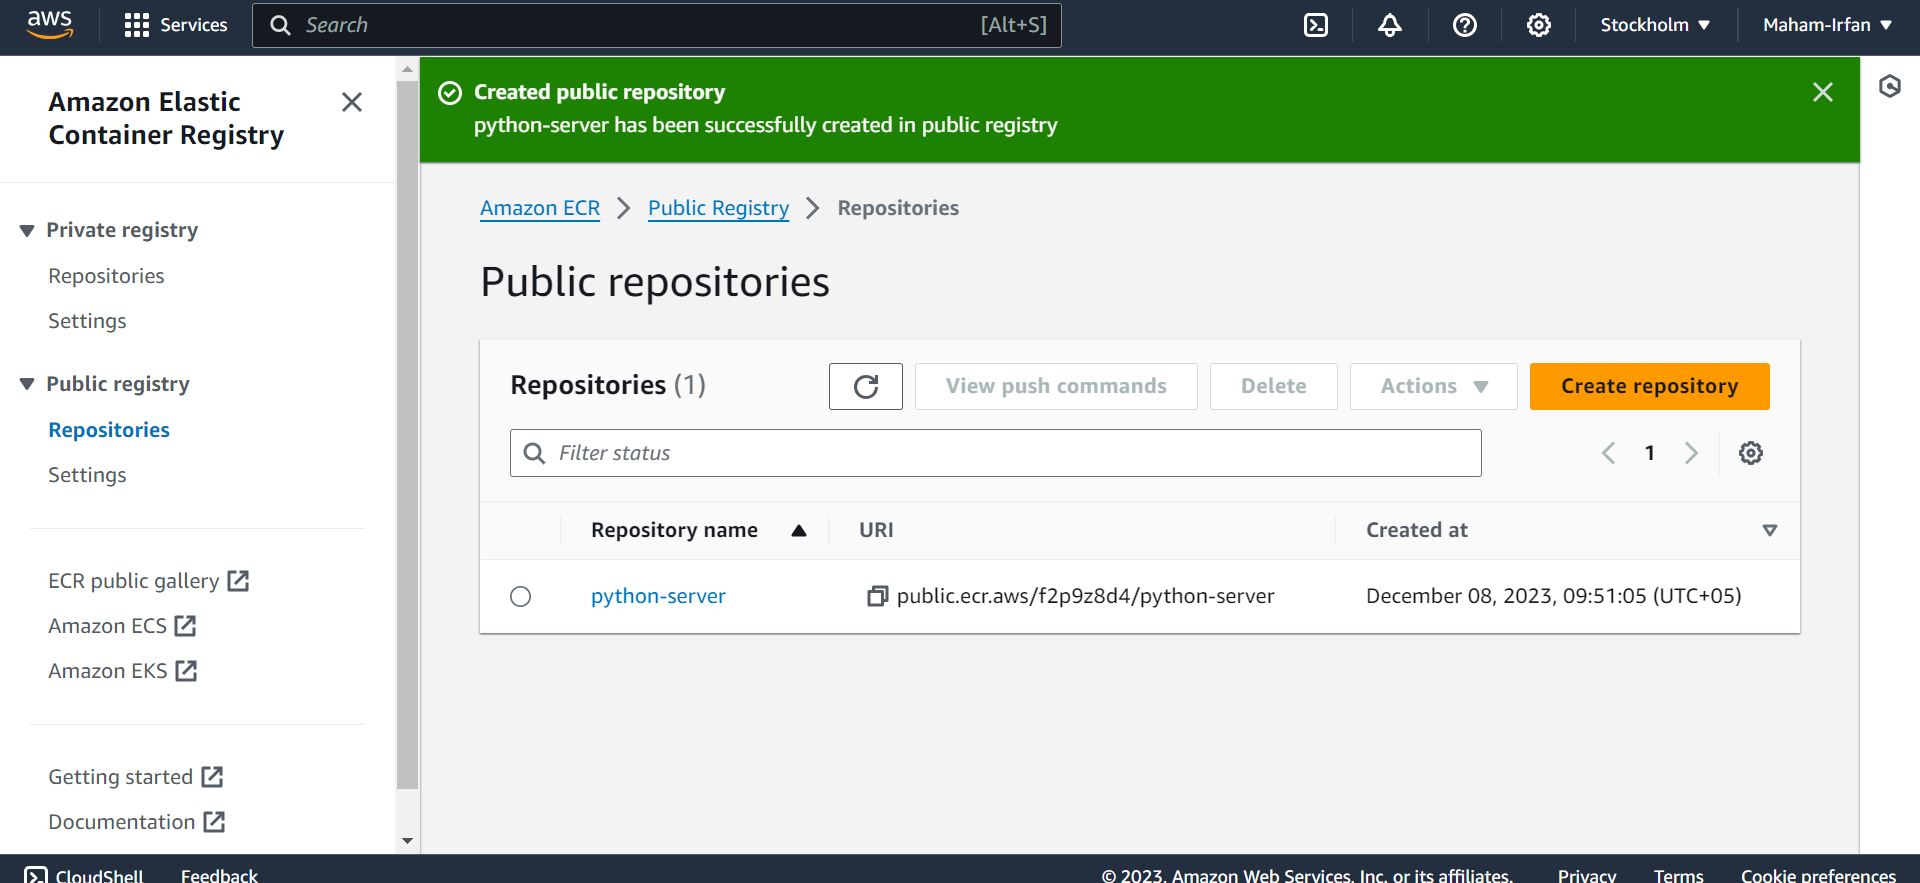 aws
Services
Search
[Alt+S]
Stockholm
Maham-Irfan
Amazon Elastic
Container Registry
Private registry
Repositories
Settings
Public registry
Repositories
Settings
ECR public gallery
Amazon ECS
Amazon EKS
Getting started
Documentation
Created public repository
python-server has been successfully created in public registry
Amazon ECR
Public Registry
Repositories
Public repositories
Repositories (1)
View push commands
Delete
Actions
Create repository
Filter status
1
Repository name
URI
Created at
python-server
public.ecr.aws/f2p9z8d4/python-server
December 08, 2023, 09:51:05 (UTC+05)
CloudShell
Feedback
© 2023, Amazon Web Services, Inc. or its affiliates.
Privacy
Terms
Cookie preferences